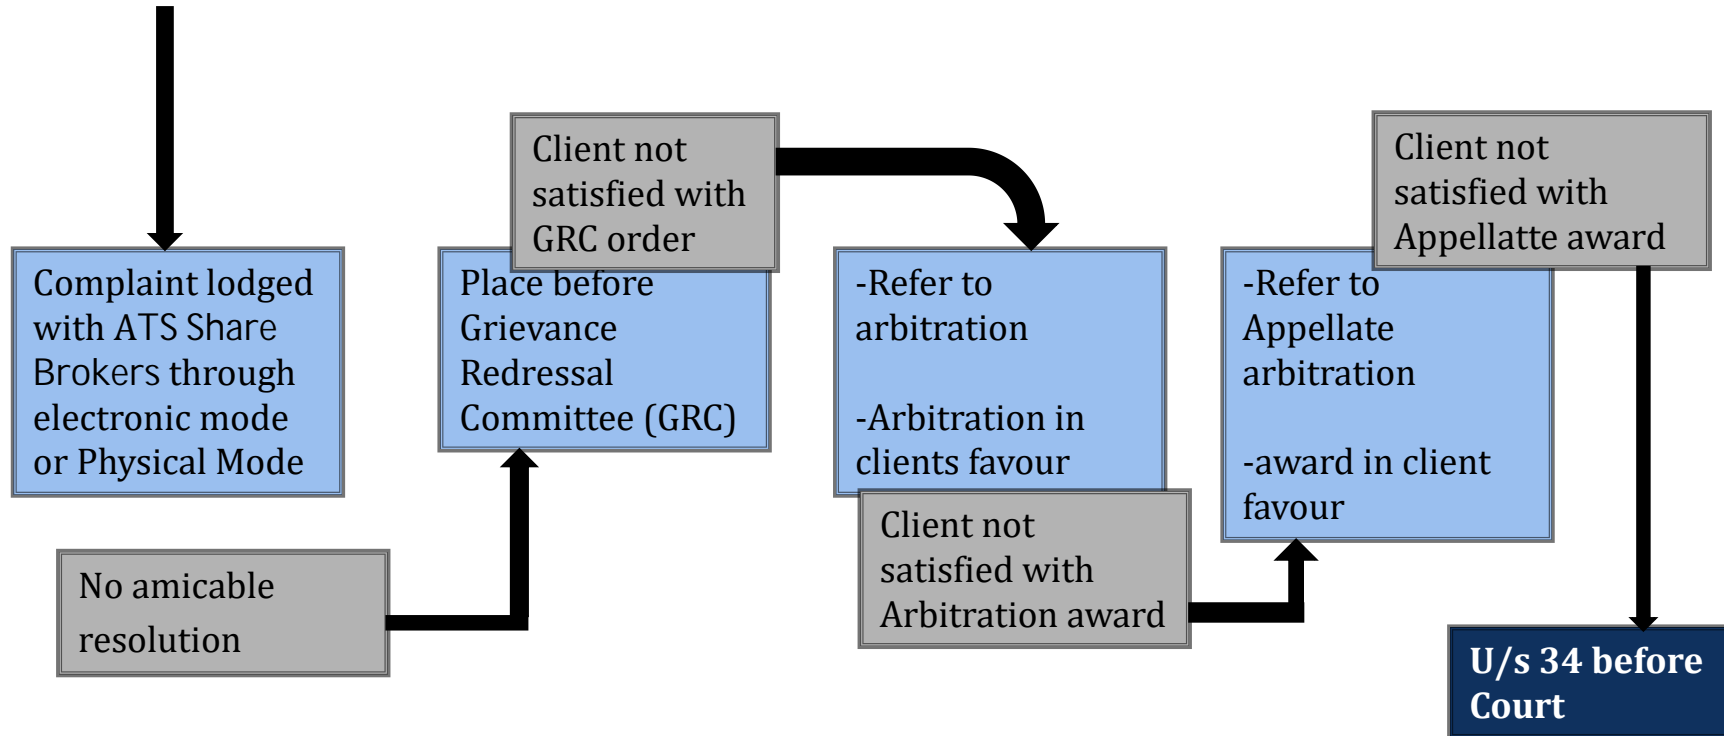 Complaint lodged
with ATS Share
Brokers through
electronic mode
or Physical Mode
No amicable
resolution
Client not
satisfied with
GRC order
Place before
Grievance
Redressal
Committee (GRC)
-Refer to
arbitration
-Arbitration in
clients favour
Client not
satisfied with
Arbitration award
-Refer to
Appellate
arbitration
-award in client
favour
Client not
satisfied with
Appellatte award
U/s 34 before
Court